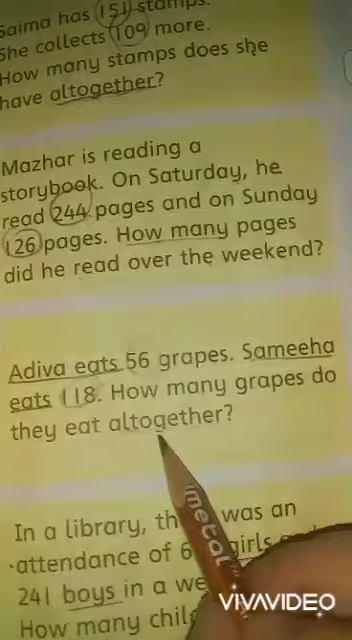 Saima has 151 stamps.
She collects 109 more.
How many stamps does she
have altogether?
Mazhar is reading a
storybook. On Saturday, he
read 244 pages and on Sunday
126 pages. How many pages
did he read over the weekend?
Adiva eats 56 grapes. Sameeha
eats 118. How many grapes do
they eat altogether?
metal
In a library, was an
attendance of girls
241 boys in a
How many
VIVAVIDEO